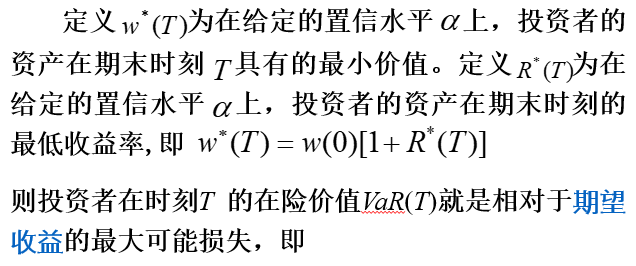 定义 w*(T)为在给定的置信水平 α上，投资者的
资产在期末时刻 T具有的最小价值。定义 R*(T)为在
给定的置信水平 α上，投资者的资产在期末时刻的
最低收益率, 即 w*(T) = w(0)[1+ R*(T)]
则投资者在时刻T 的在险价值VaR(T)就是相对于期望
收益的最大可能损失，即